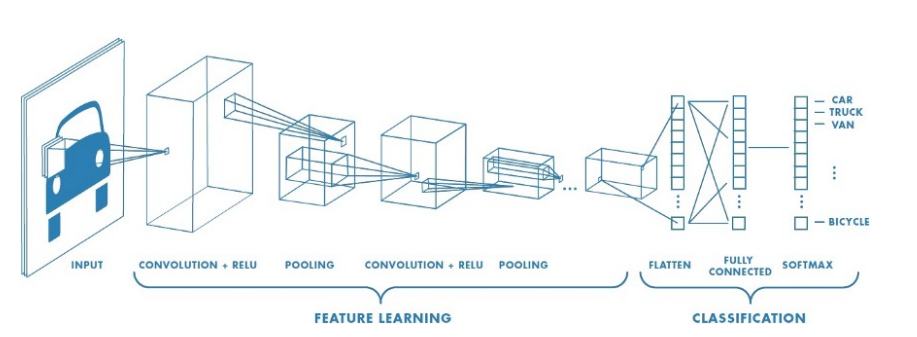 CAR
TRUCK
VAN
BICYCLE
INPUT
CONVOLUTION + RELU
POOLING
CONVOLUTION + RELU
POOLING
FLATTEN
FULLY
CONNECTED
SOFTMAX
FEATURE LEARNING
CLASSIFICATION